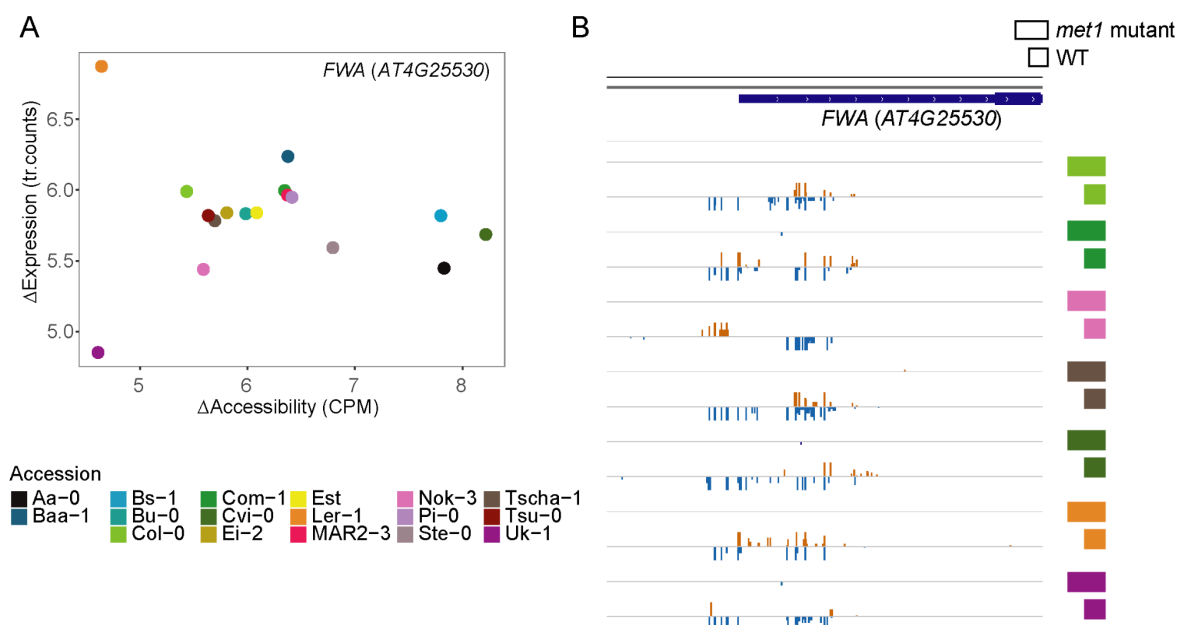 A
B
met1 mutant
WT
FWA (AT4G25530)
FWA (AT4G25530)
ΔExpression (tr.counts)
6.5
6.0
5.5
5.0
5
6
7
8
ΔAccessibility (CPM)
Accession
Aa−0 Bs−1 Com−1 Est Nok−3 Tscha−1
Baa−1 Bu−0 Cvi−0 Ler−1 Pi−0 Tsu−0
Col−0 Ei−2 MAR2−3 Ste−0 Uk−1